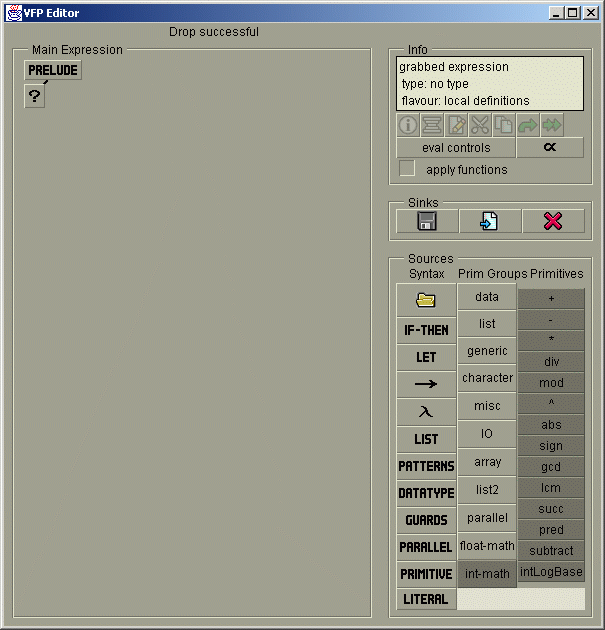 VFP Editor
Drop successful
Main Expression
PRELUDE
?
Info
grabbed expression
type: no type
flavour: local definitions
eval controls
∝
apply functions
Sinks
Sources
Syntax Prim Groups Primitives
IF-THEN
LET
→
λ
LIST
PATTERNS
DATATYPE
GUARDS
PARALLEL
PRIMITIVE
LITERAL
data
list
generic
character
misc
IO
array
list2
parallel
float-math
int-math
+
-
*
div
mod
^
abs
sign
gcd
lcm
succ
pred
subtract
intLogBase